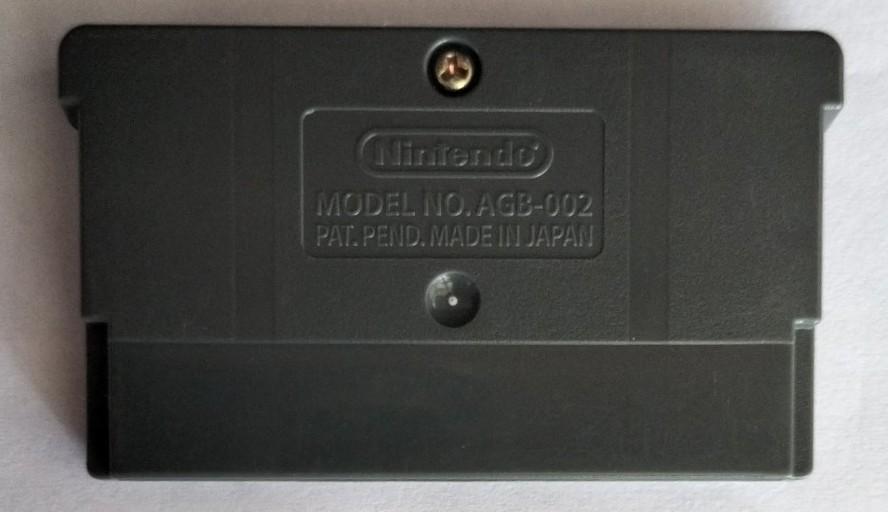 Nintendo®
MODEL NO. AGB-002
PAT. PEND. MADE IN JAPAN